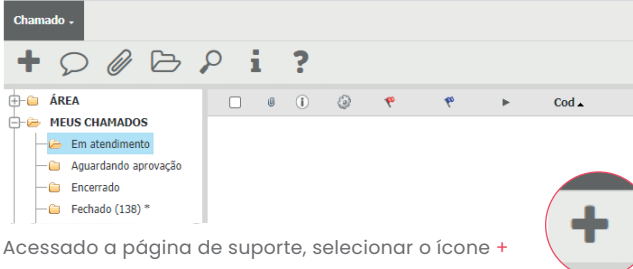 Chamado
ÁREA
Cod
MEUS CHAMADOS
Em atendimento
Aguardando aprovação
Encerrado
Fechado (138) *
Acessado a página de suporte, selecionar o ícone +